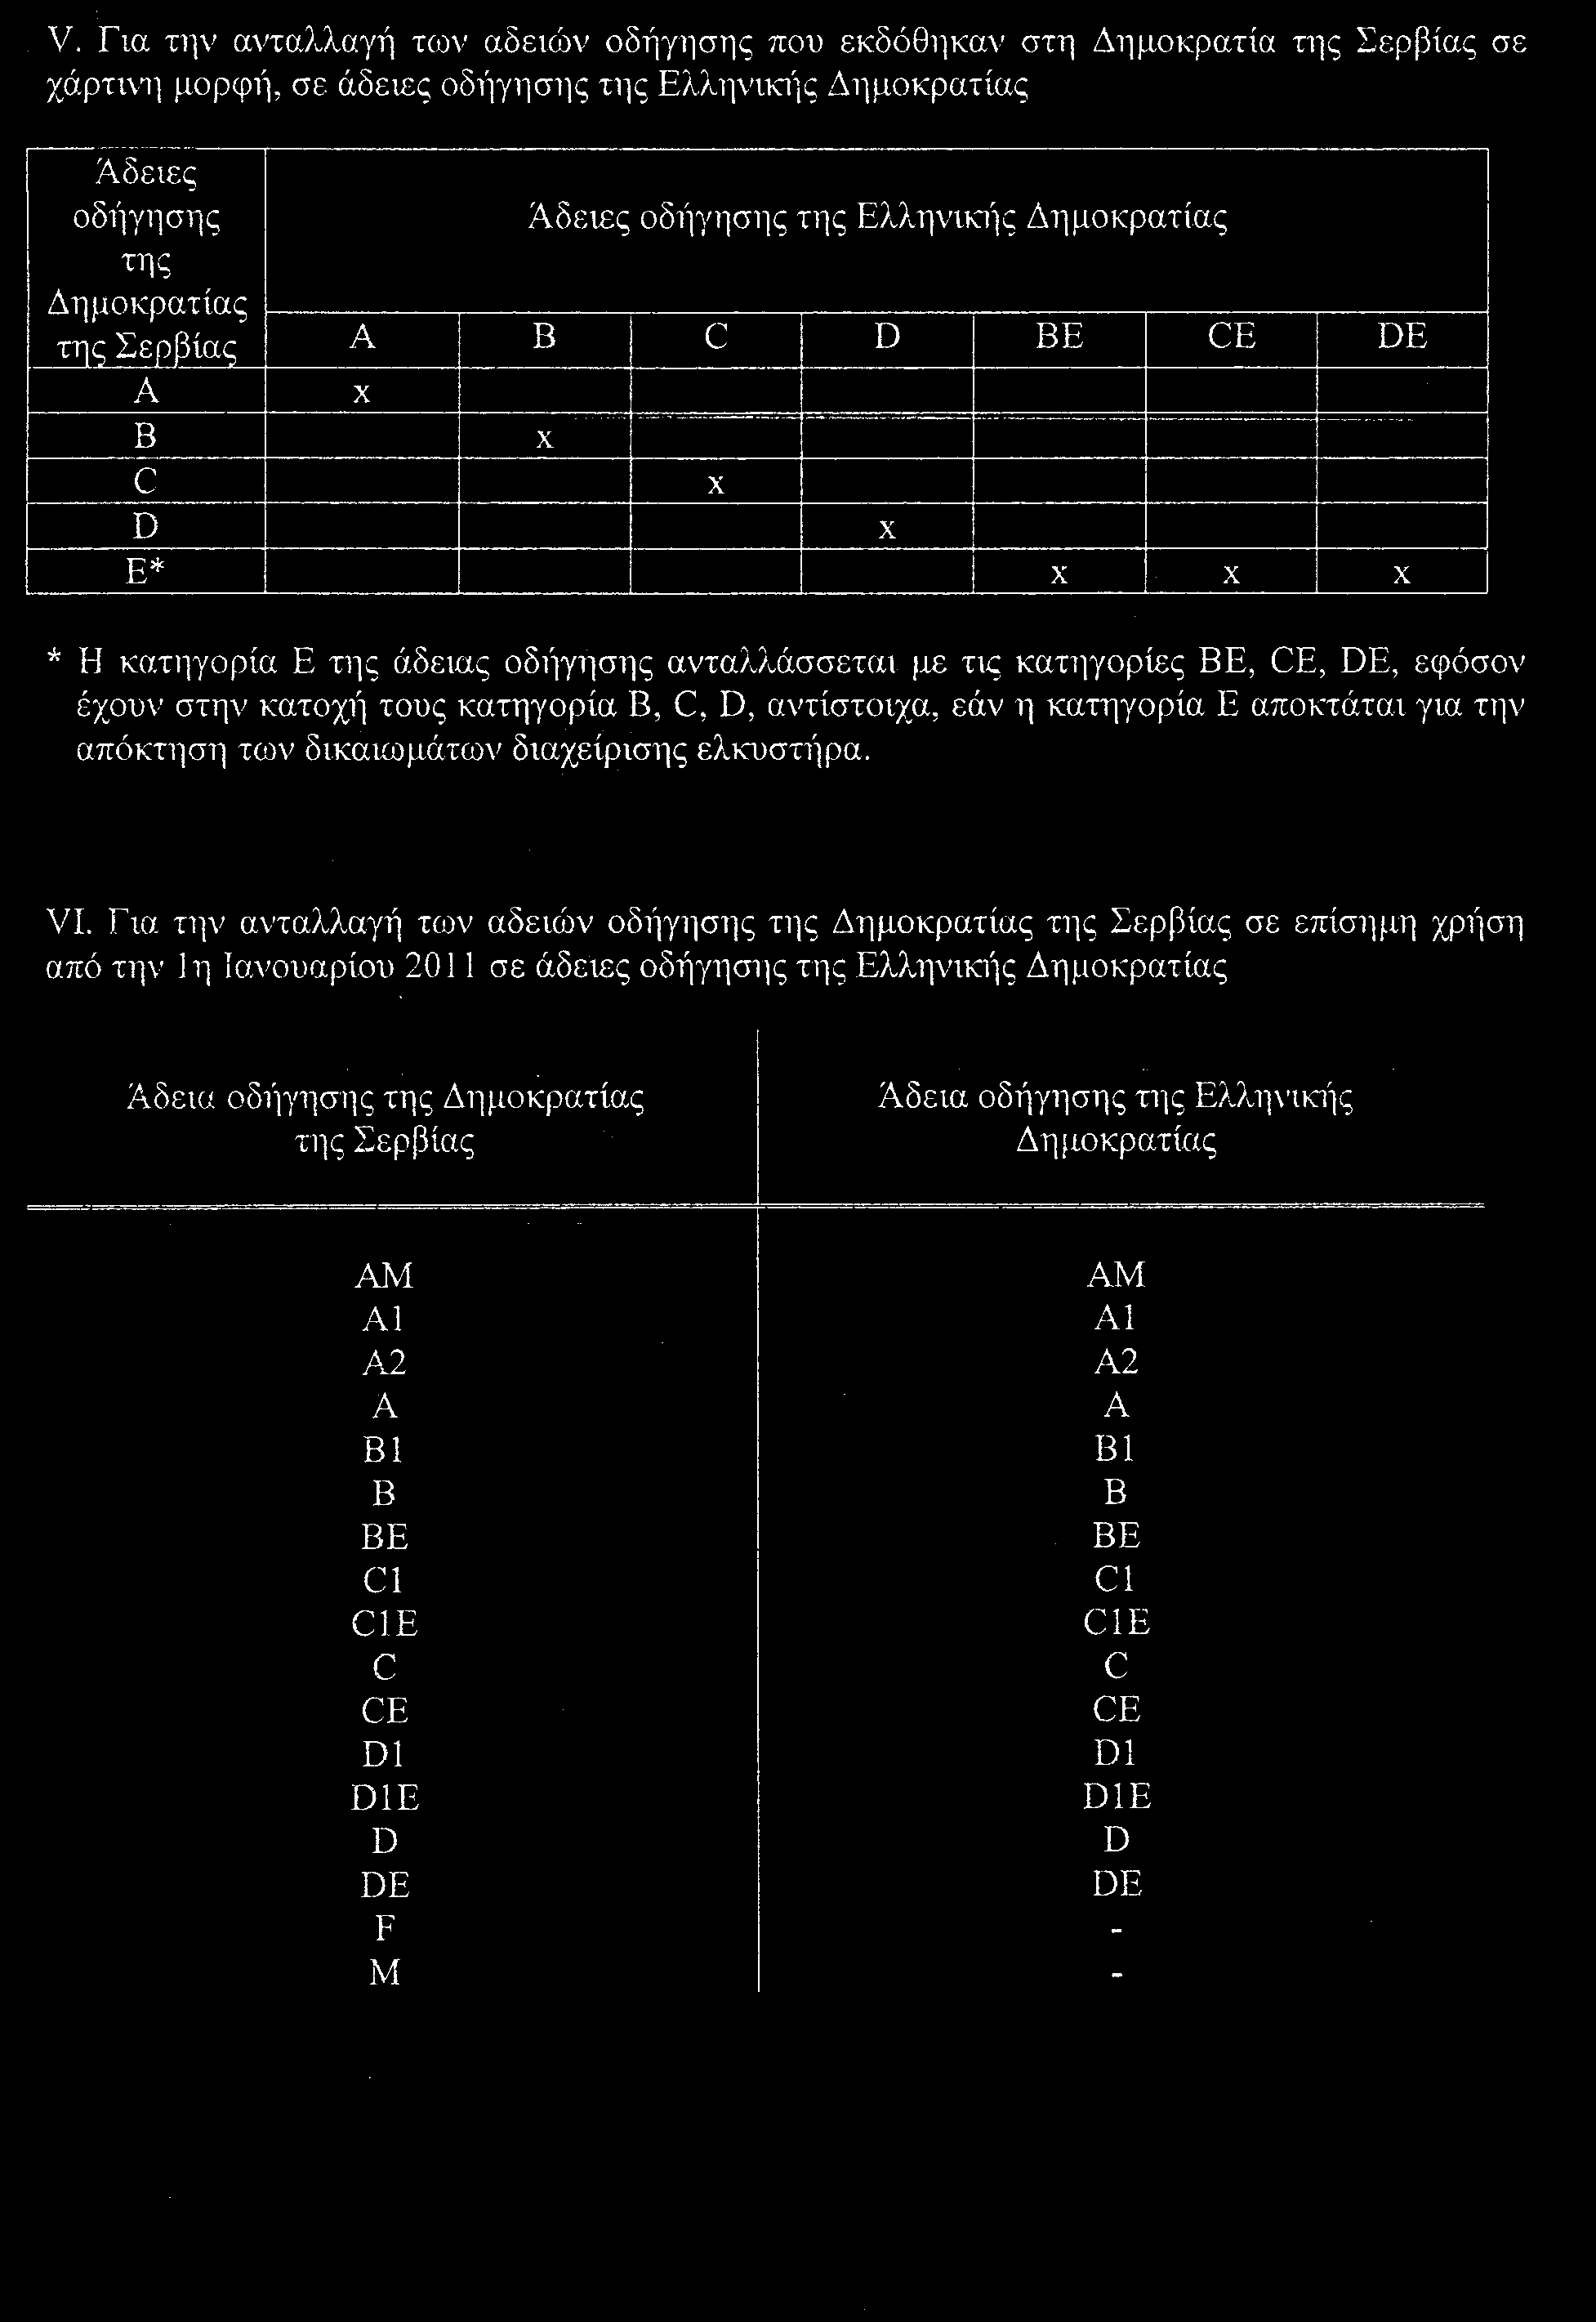 V. Για την ανταλλαγή των αδειών οδήγησης που εκδόθηκαν στη Δημοκρατία της Σερβίας σε
χάρτινη μορφή, σε άδειες οδήγησης της Ελληνικής Δημοκρατίας
Άδειες
οδήγησης
της
Δημοκρατίας
της Σερβίας
Άδειες οδήγησης της Ελληνικής Δημοκρατίας
A B C D BE CE DE
A x
B x
C x
D x
E* x x x
* Η κατηγορία Ε της άδειας οδήγησης ανταλλάσσεται με τις κατηγορίες BE, CE, DE, εφόσον
έχουν στην κατοχή τους κατηγορία B, C, D, αντίστοιχα, εάν η κατηγορία Ε αποκτάται για την
απόκτηση των δικαιωμάτων διαχείρισης ελκυστήρα.
VI. Για την ανταλλαγή των αδειών οδήγησης της Δημοκρατίας της Σερβίας σε επίσημη χρήση
από την 1η Ιανουαρίου 2011 σε άδειες οδήγησης της Ελληνικής Δημοκρατίας
Άδεια οδήγησης της Δημοκρατίας
της Σερβίας
Άδεια οδήγησης της Ελληνικής
Δημοκρατίας
AM AM
A1 A1
A2 A2
A A
B1 B1
B B
BE BE
C1 C1
C1E C1E
C C
CE CE
D1 D1
D1E D1E
D D
DE DE
F -
M -